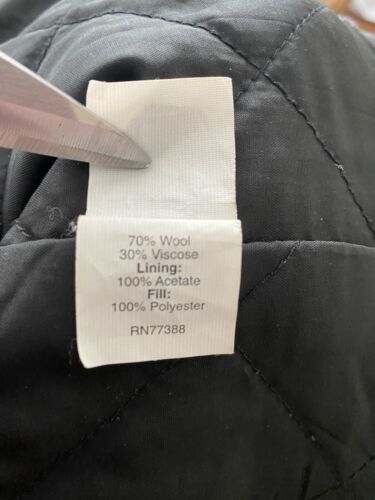 70% Wool
30% Viscose
Lining:
100% Acetate
Fill:
100% Polyester
RN77388